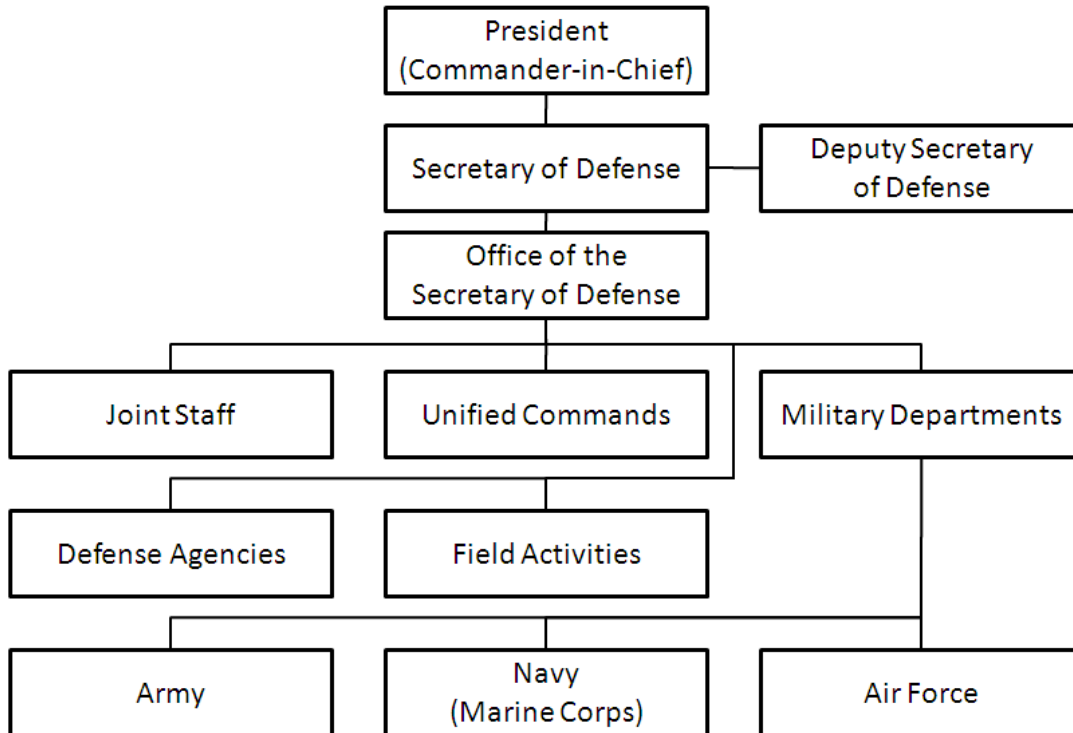 President
(Commander-in-Chief)
Secretary of Defense
Deputy Secretary
of Defense
Office of the
Secretary of Defense
Joint Staff
Unified Commands
Military Departments
Defense Agencies
Field Activities
Army
Navy
(Marine Corps)
Air Force